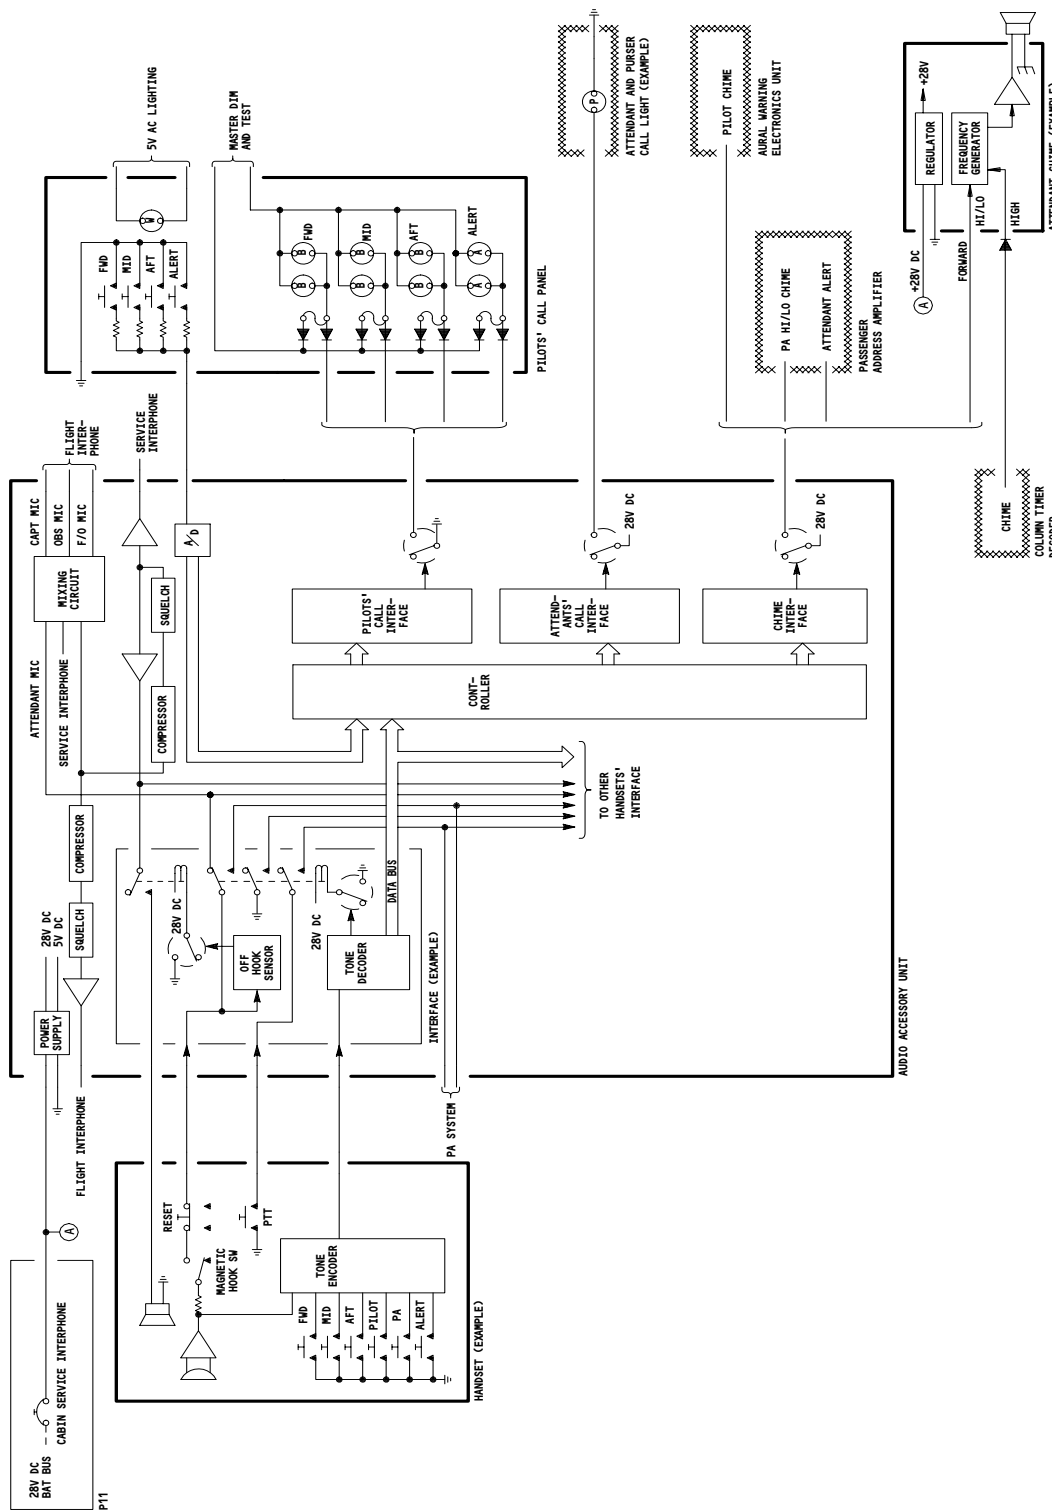 28V DC
BAT BUS
CABIN SERVICE INTERPHONE
P11
A
FLIGHT INTERPHONE
POWER
SUPPLY
28V DC
5V DC
SQUELCH
COMPRESSOR
ATTENDANT MIC
SERVICE INTERPHONE
MIXING
CIRCUIT
CAPT MIC
OBS MIC
F/O MIC
FLIGHT
INTER-
PHONE
COMPRESSOR
SQUELCH
SERVICE
INTERPHONE
A/D
RESET
MAGNETIC
HOOK SW
PTT
TONE
ENCODER
FWD
MID
AFT
PILOT
PA
ALERT
HANDSET (EXAMPLE)
PA SYSTEM
28V DC
OFF
HOOK
SENSOR
28V DC
TONE
DECODER
DATA BUS
INTERFACE (EXAMPLE)
TO OTHER
HANDSETS'
INTERFACE
CONT-
ROLLER
PILOTS'
CALL
INTER-
FACE
ATTEND-
ANTS'
CALL
INTER-
FACE
28V DC
CHIME
INTER-
FACE
28V DC
AUDIO ACCESSORY UNIT
FWD
MID
AFT
ALERT
W
5V AC LIGHTING
MASTER DIM
AND TEST
B
B
FWD
B
B
MID
B
B
AFT
A
A
ALERT
PILOTS' CALL PANEL
P
ATTENDANT AND PURSER
CALL LIGHT (EXAMPLE)
PILOT CHIME
AURAL WARNING
ELECTRONICS UNIT
PA HI/LO CHIME
ATTENDANT ALERT
PASSENGER
ADDRESS AMPLIFIER
A
+28V DC
REGULATOR
+28V
FORWARD
HI/LO
FREQUENCY
GENERATOR
HIGH
ATTENDANT CHIME (EXAMPLE)
CHIME
COLUMN TIMER
DECODER